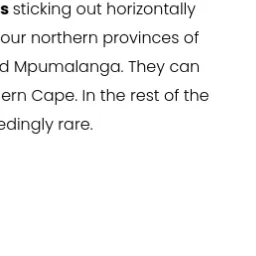 s sticking out horizontally
our northern provinces of
d Mpumalanga. They can
ern Cape. In the rest of the
edingly rare.